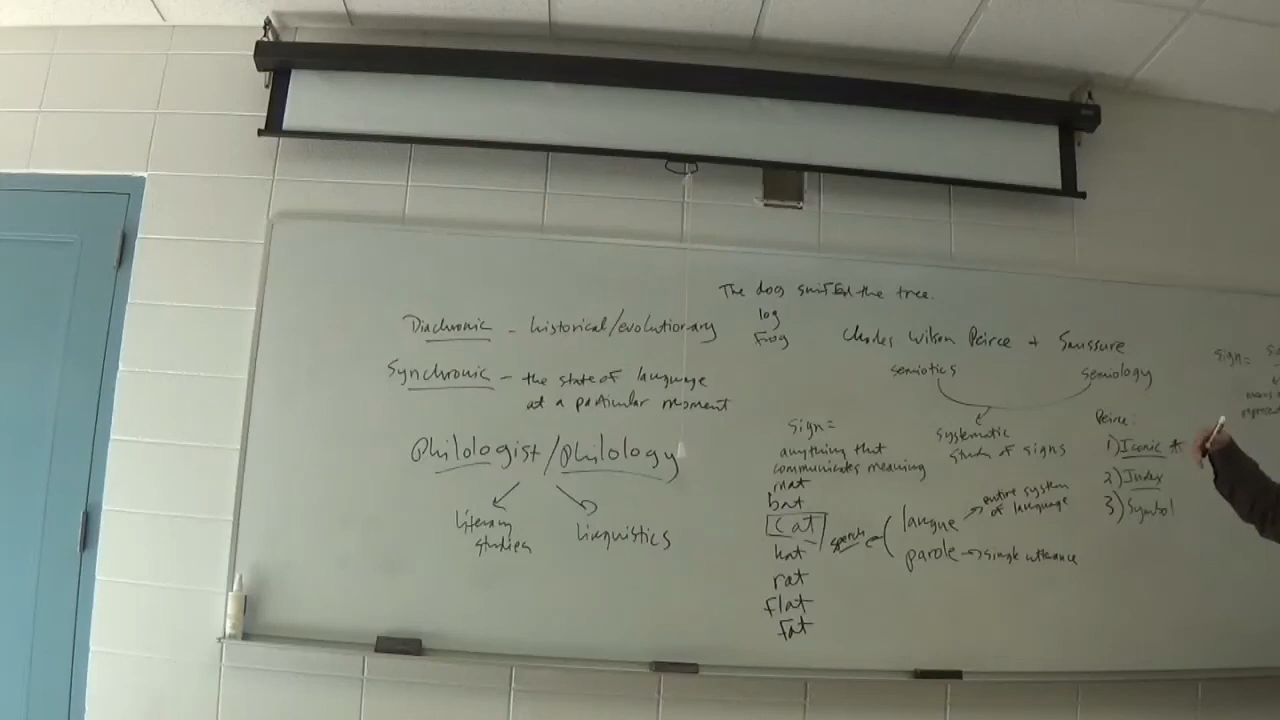 The dog sniffed the tree.
log
frog
Diachronic - historical/evolutionary
Synchronic - the state of language
at a particular moment
philologist/philology
literary
studies
linguistics
Charles Wilson Peirce + Saussure
semiotics
semiology
systematic
study of signs
sign=
anything that
communicates meaning
mat
bat
cat
hat
rat
flat
fat
speech
langue
entire system
of language
parole → single utterance
Peirce:
1) Iconic *
2) Index
3) Symbol
sign =
means